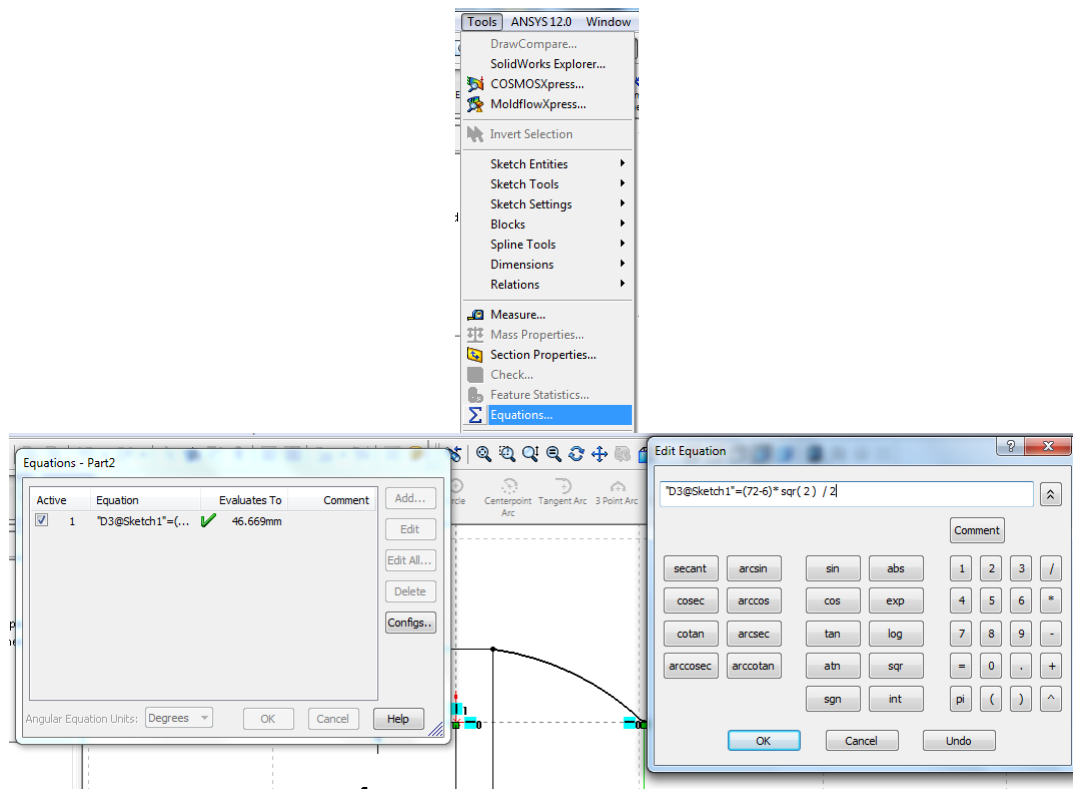 Tools ANSYS 12.0 Window
DrawCompare...
SolidWorks Explorer...
COSMOSXpress...
MoldflowXpress...
Invert Selection
Sketch Entities
Sketch Tools
Sketch Settings
Blocks
Spline Tools
Dimensions
Relations
Measure...
Mass Properties...
Section Properties...
Check...
Feature Statistics...
Equations...
Equations - Part2
Active Equation Evaluates To Comment
1 "D3@Sketch1"=(... 46.669mm
Add...
Edit
Edit All...
Delete
Configs..
Angular Equation Units: Degrees OK Cancel Help
Centerpoint Arc
Tangent Arc
3 Point Arc
1
0
0
Edit Equation
"D3@Sketch1"=(72-6)* sqr( 2 ) / 2
Comment
secant arcsin sin abs 1 2 3 /
cosec arccos cos exp 4 5 6 *
cotan arcsec tan log 7 8 9 -
arccosec arccotan atn sqr = 0 . +
sgn int pi ( ) ^
OK Cancel Undo